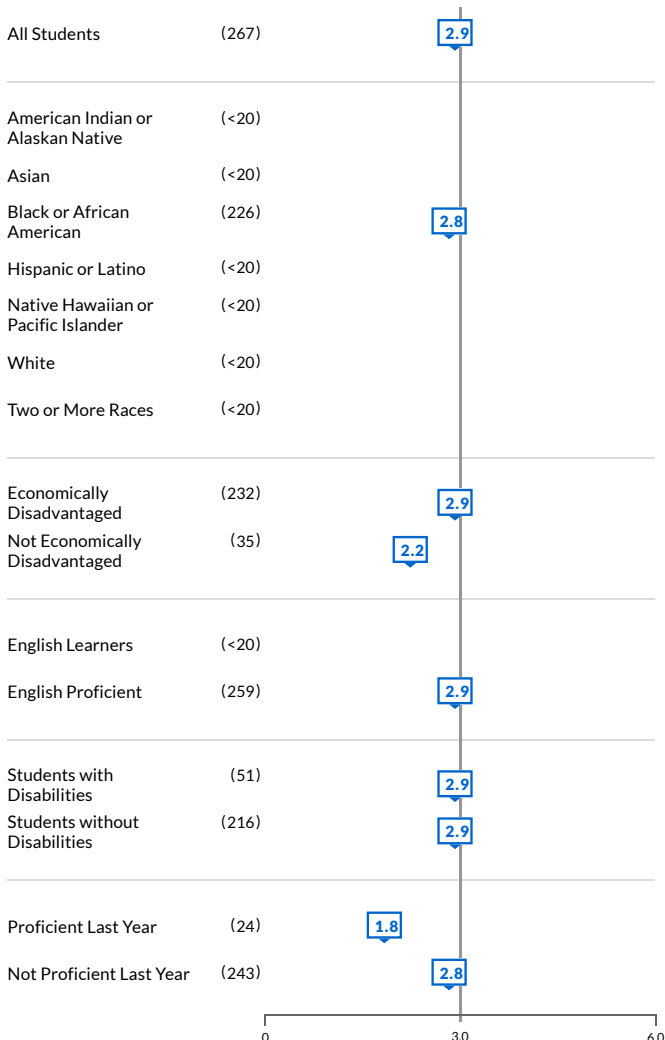 All Students (267) 2.9
American Indian or (<20)
Alaskan Native
Asian (<20)
Black or African (226) 2.8
American
Hispanic or Latino (<20)
Native Hawaiian or (<20)
Pacific Islander
White (<20)
Two or More Races (<20)
Economically (232) 2.9
Disadvantaged
Not Economically (35) 2.2
Disadvantaged
English Learners (<20)
English Proficient (259) 2.9
Students with (51) 2.9
Disabilities
Students without (216) 2.9
Disabilities
Proficient Last Year (24) 1.8
Not Proficient Last Year (243) 2.8
0 3.0 6.0